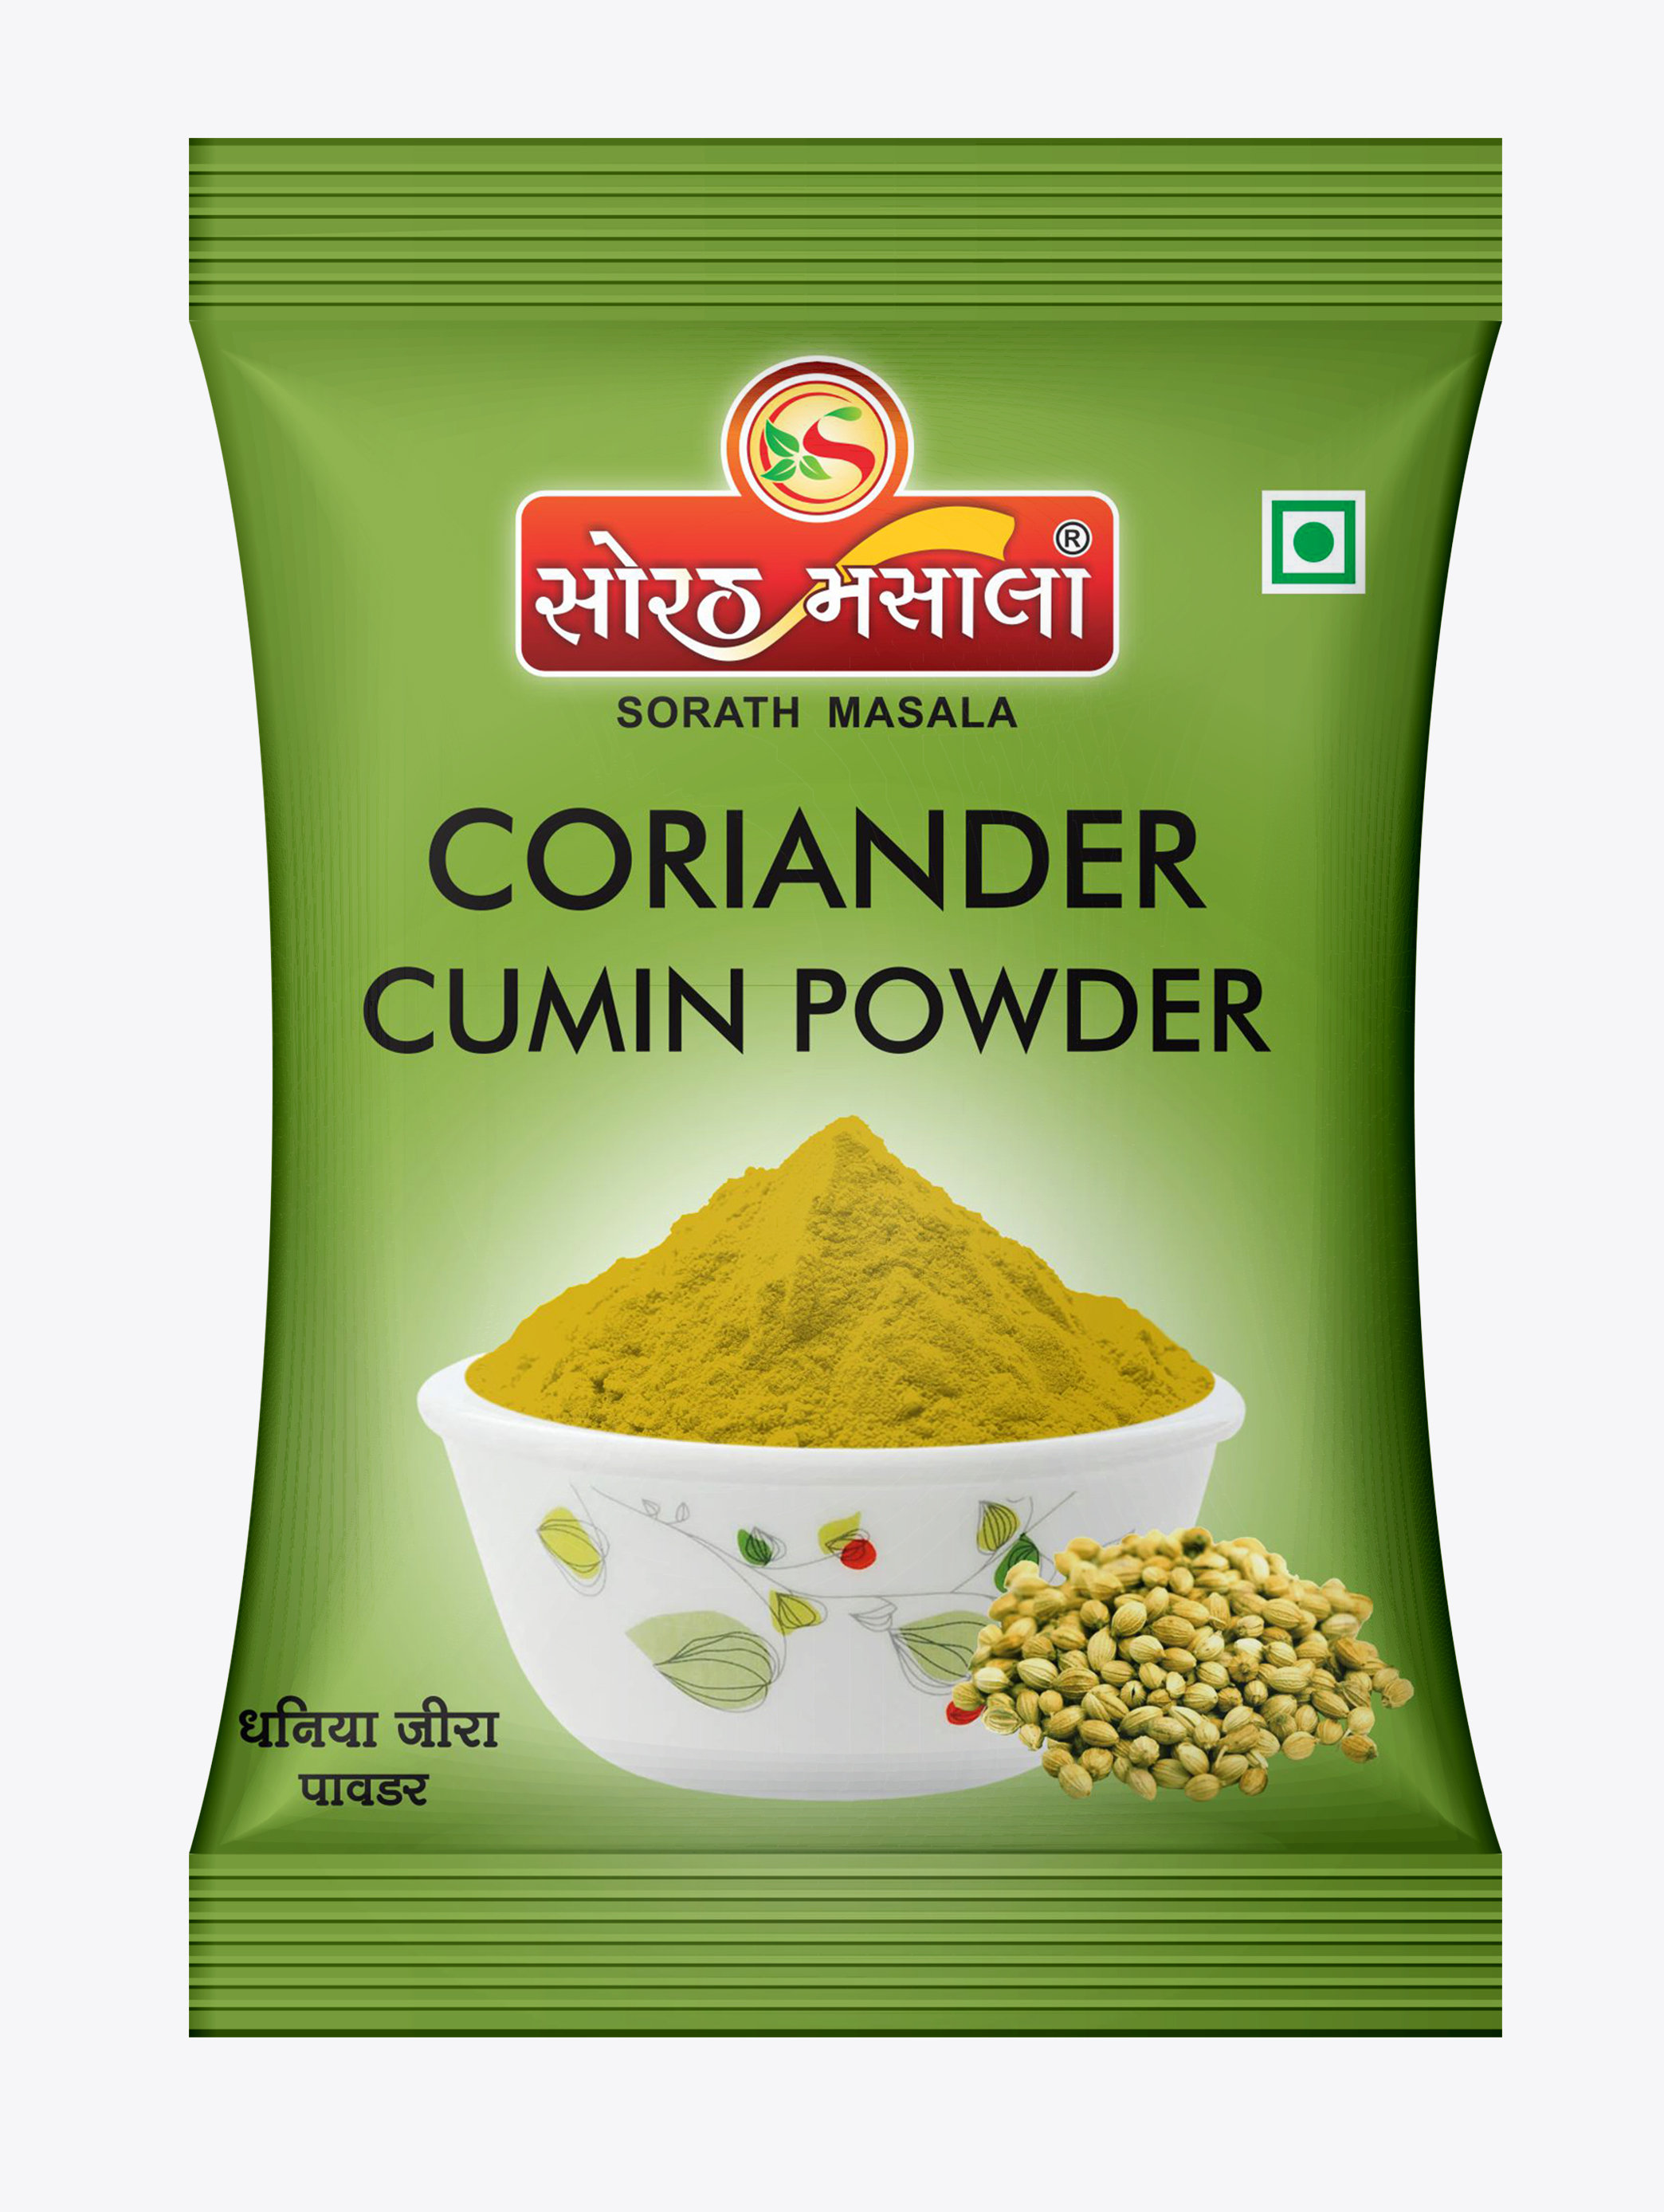 सोरठ मसाला ®
SORATH MASALA
CORIANDER
CUMIN POWDER
धनिया जीरा
पावडर